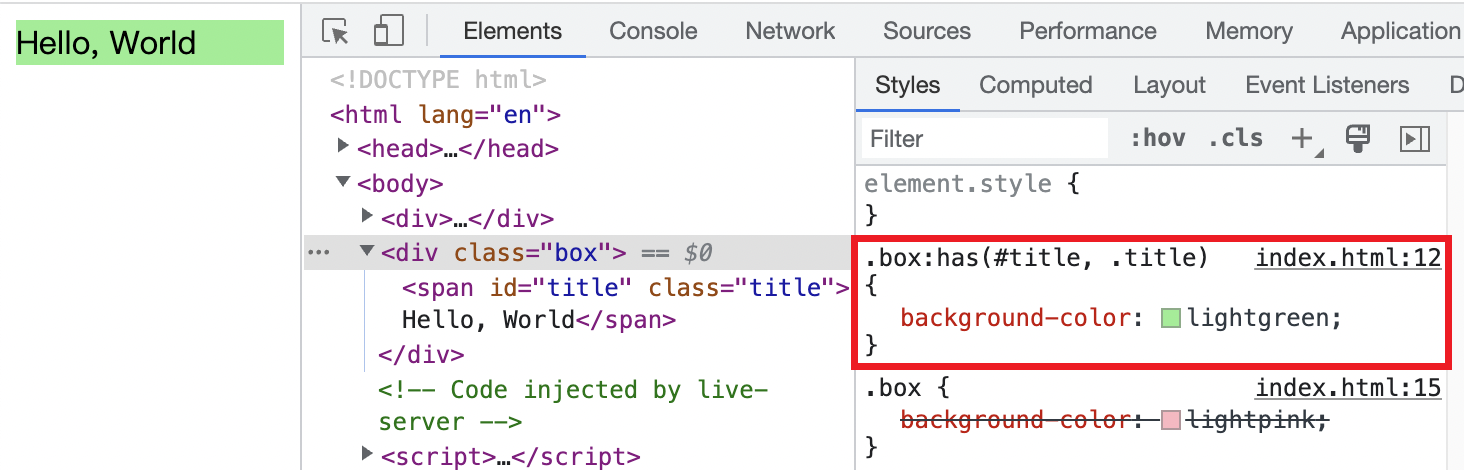 Hello, World
Elements Console Network Sources Performance Memory Application
<!DOCTYPE html>
<html lang="en">
<head>…</head>
<body>
<div>…</div>
<div class="box"> == $0
<span id="title" class="title">
Hello, World</span>
</div>
<!-- Code injected by live-
server -->
<script>…</script>
Styles Computed Layout Event Listeners D
Filter :hov .cls +
element.style {
}
.box:has(#title, .title) index.html:12
{
background-color: lightgreen;
}
.box { index.html:15
background-color: lightpink;
}